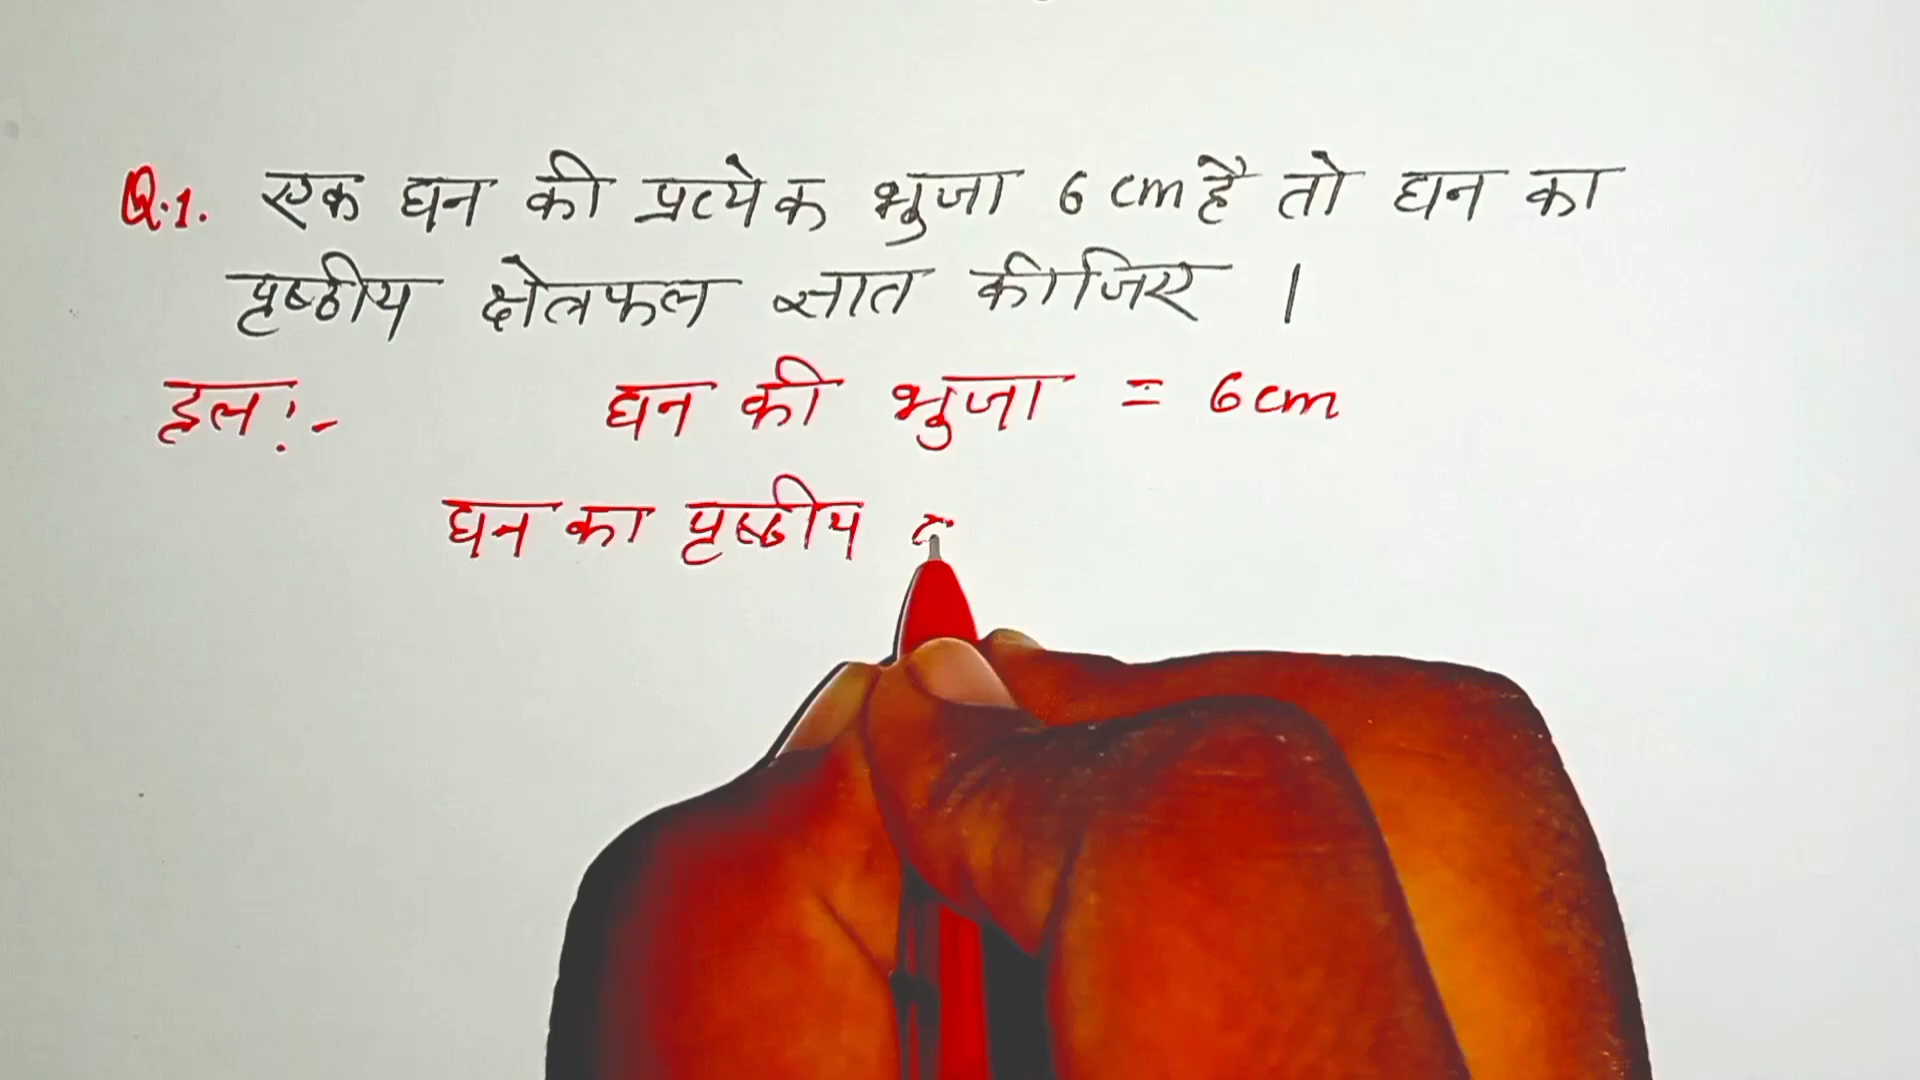 Q.1. एक घन की प्रत्येक भुजा 6 cm है तो घन का
पृष्ठीय क्षेत्रफल ज्ञात कीजिए ।
हल:- घन की भुजा = 6 cm
घन का पृष्ठीय